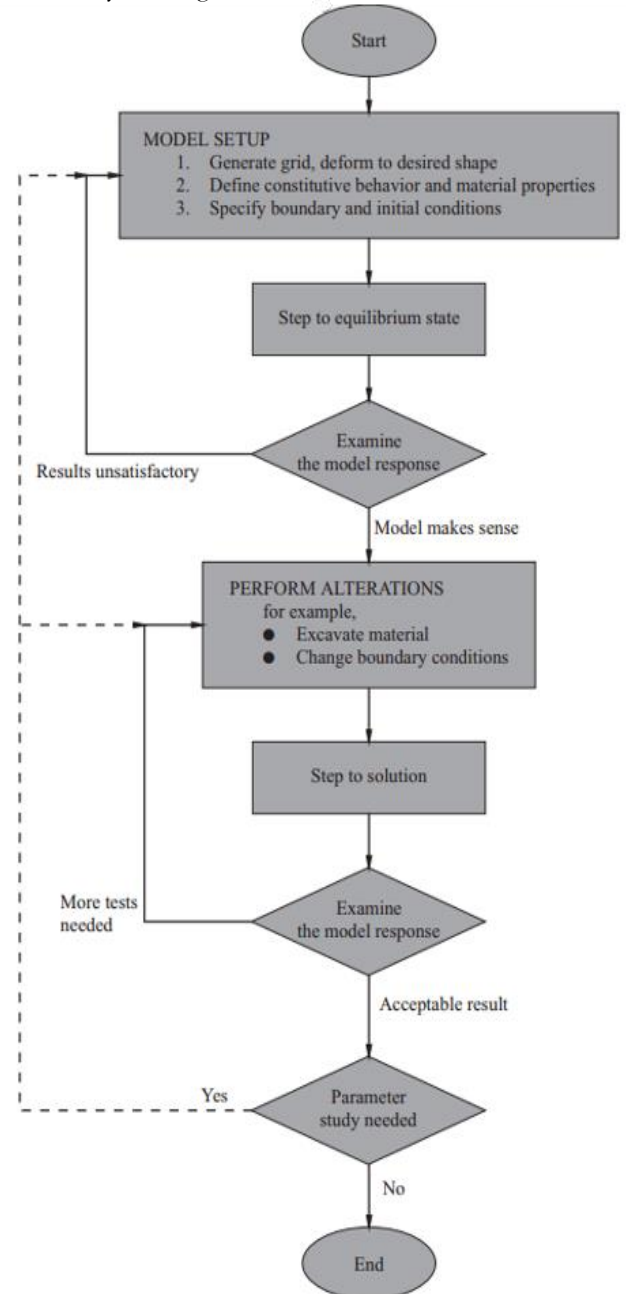 Start
MODEL SETUP
1. Generate grid, deform to desired shape
2. Define constitutive behavior and material properties
3. Specify boundary and initial conditions
Step to equilibrium state
Examine
the model response
Results unsatisfactory
Model makes sense
PERFORM ALTERATIONS
for example,
● Excavate material
● Change boundary conditions
Step to solution
More tests
needed
Examine
the model response
Acceptable result
Yes
Parameter
study needed
No
End